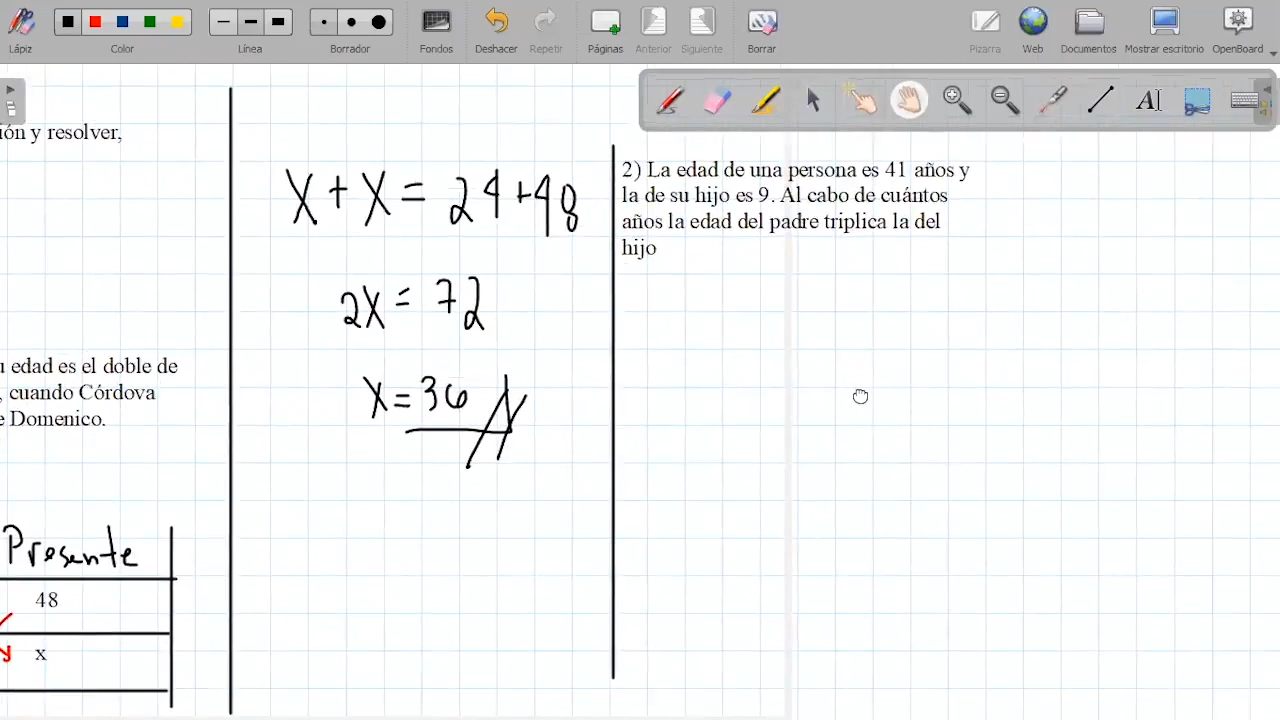 Lápiz
Color
Línea
Borrador
Fondos
Deshacer
Repetir
Páginas
Anterior
Siguiente
Borrar
Pizarra
Web
Documentos
Mostrar escritorio
OpenBoard
ión y resolver,
u edad es el doble de
, cuando Córdova
e Domenico.
Presente
48
y x
X + X = 24+48
2X = 72
X = 36
2) La edad de una persona es 41 años y
la de su hijo es 9. Al cabo de cuántos
años la edad del padre triplica la del
hijo